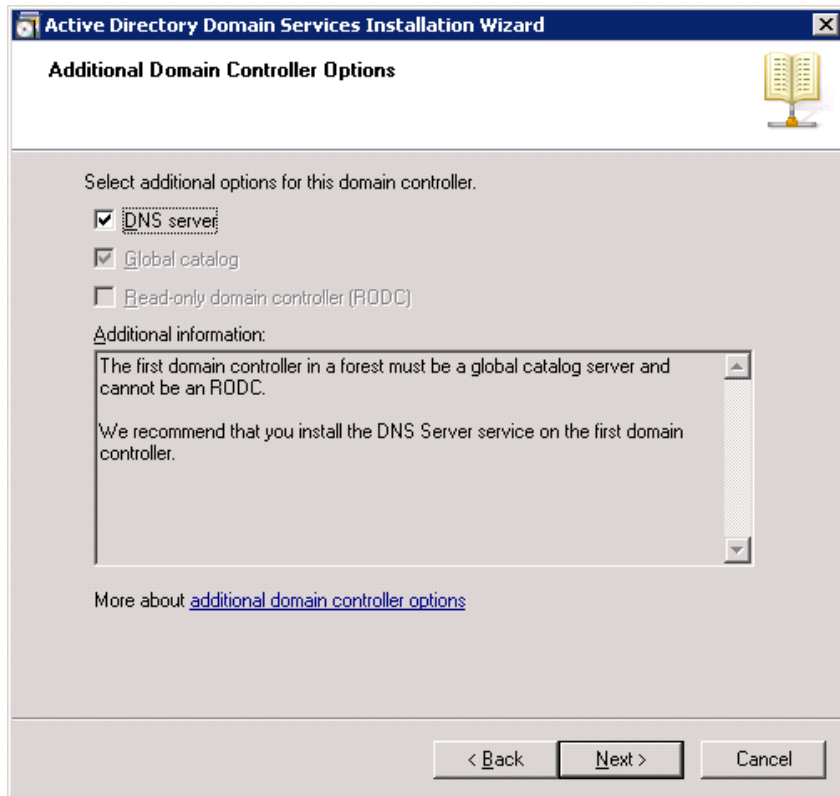 Active Directory Domain Services Installation Wizard
Additional Domain Controller Options
Select additional options for this domain controller.
DNS server
Global catalog
Read-only domain controller (RODC)
Additional information:
The first domain controller in a forest must be a global catalog server and
cannot be an RODC.
We recommend that you install the DNS Server service on the first domain
controller.
More about additional domain controller options
< Back
Next >
Cancel